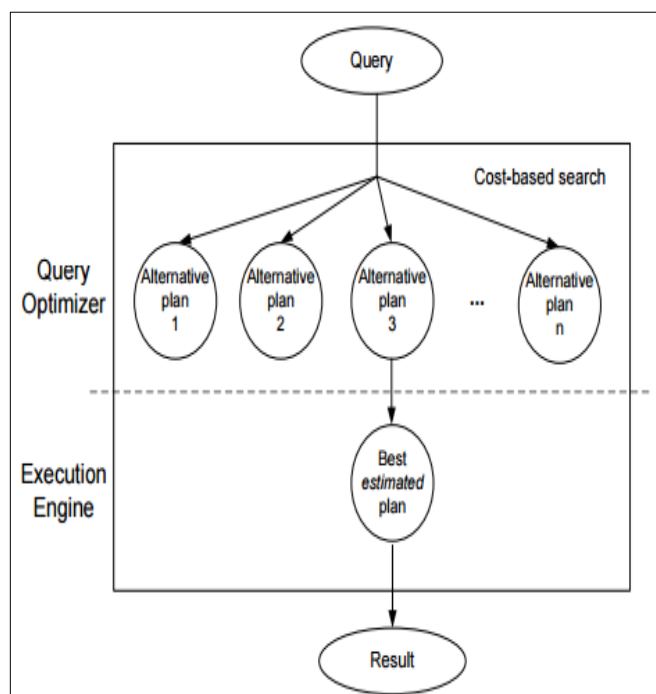 Query
Cost-based search
Query
Optimizer
Alternative
plan
1
Alternative
plan
2
Alternative
plan
3
...
Alternative
plan
n
Execution
Engine
Best
estimated
plan
Result